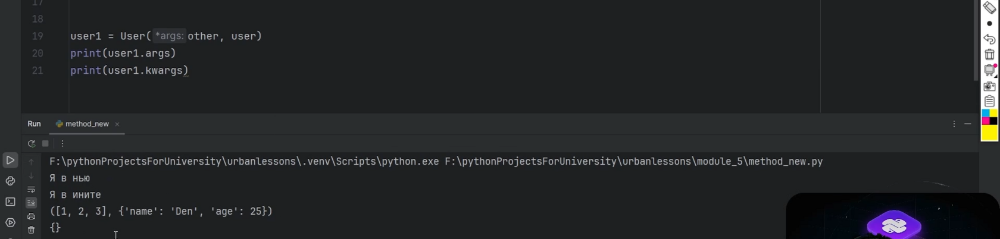 17
18
19 user1 = User( *args: other, user)
20 print(user1.args)
21 print(user1.kwargs)
Run method_new
F:\pythonProjectsForUniversity\urbanlessons\.venv\Scripts\python.exe F:\pythonProjectsForUniversity\urbanlessons\module_5\method_new.py
Я в нью
Я в ините
([1, 2, 3], {'name': 'Den', 'age': 25})
{}